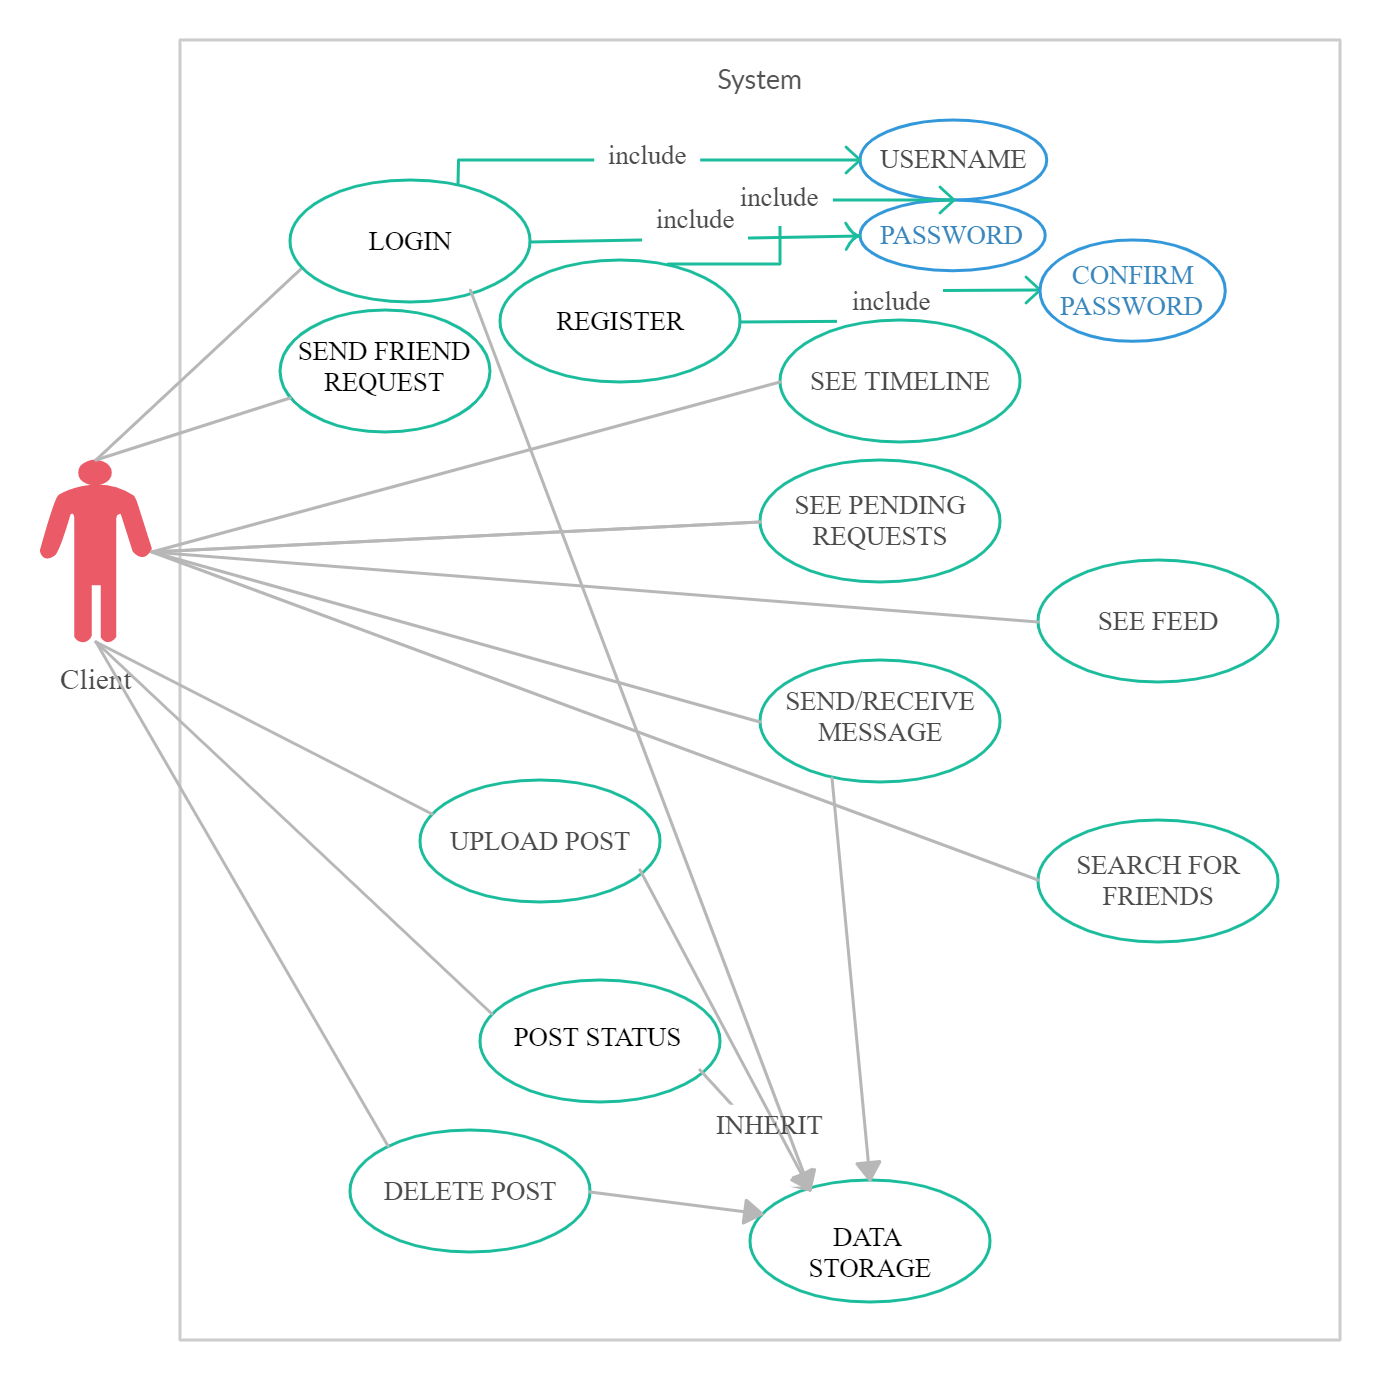 System
include
USERNAME
include
include
LOGIN
PASSWORD
CONFIRM
PASSWORD
include
REGISTER
SEND FRIEND
REQUEST
SEE TIMELINE
SEE PENDING
REQUESTS
SEE FEED
Client
SEND/RECEIVE
MESSAGE
UPLOAD POST
SEARCH FOR
FRIENDS
POST STATUS
INHERIT
DELETE POST
DATA
STORAGE